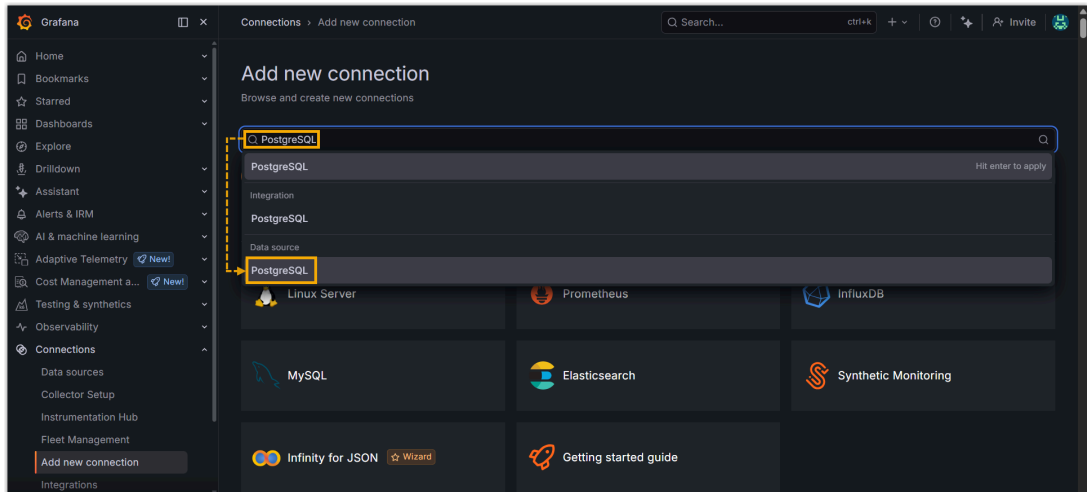 Grafana
Connections › Add new connection
Search...
ctrl+k
Invite
Home
Bookmarks
Starred
Dashboards
Explore
Drilldown
Assistant
Alerts & IRM
AI & machine learning
Adaptive Telemetry New!
Cost Management a... New!
Testing & synthetics
Observability
Connections
Data sources
Collector Setup
Instrumentation Hub
Fleet Management
Add new connection
Integrations
Add new connection
Browse and create new connections
PostgreSQL
PostgreSQL Hit enter to apply
Integration
PostgreSQL
Data source
PostgreSQL
Linux Server
Prometheus
InfluxDB
MySQL
Elasticsearch
Synthetic Monitoring
Infinity for JSON Wizard
Getting started guide